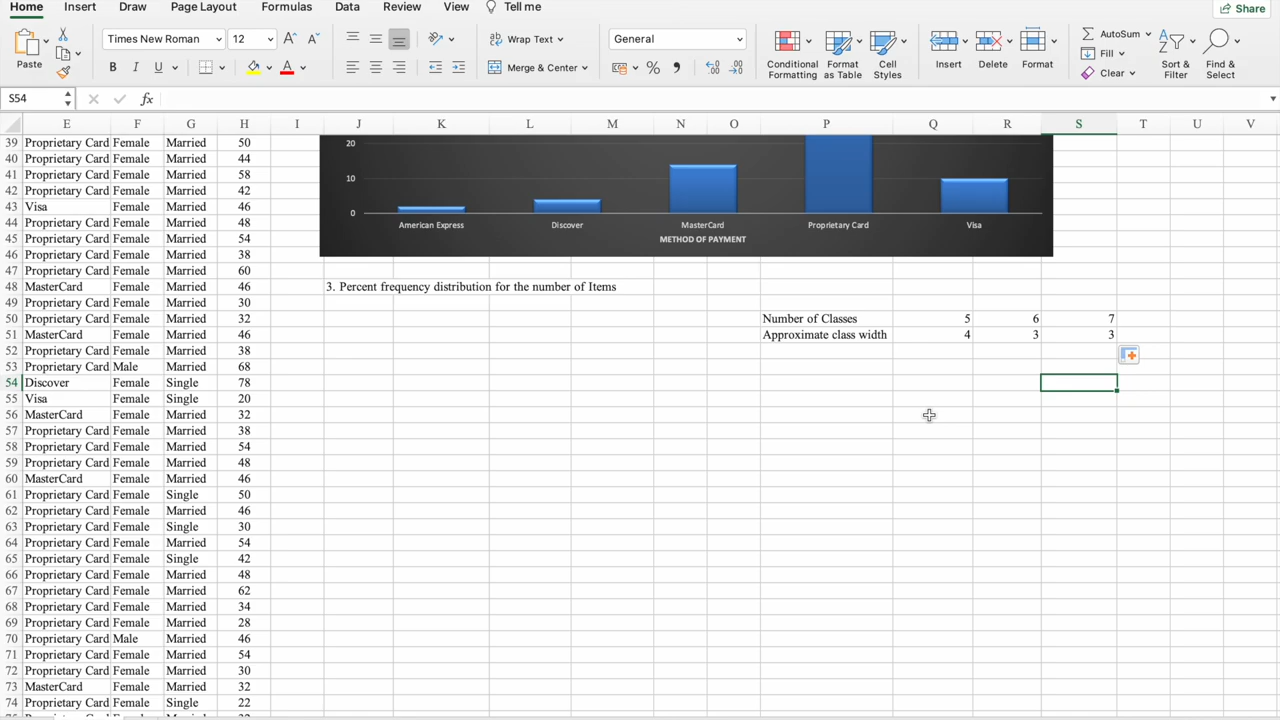 Home Insert Draw Page Layout Formulas Data Review View Tell me Share
Paste Times New Roman 12 A A Wrap Text General AutoSum
B I U A Merge & Center % Conditional Formatting Format as Table Cell Styles Insert Delete Format Fill Clear Sort & Filter Find & Select
S54 fx
E F G H I J K L M N O P Q R S T U V
39 Proprietary Card Female Married 50 20
40 Proprietary Card Female Married 44
41 Proprietary Card Female Married 58 10
42 Proprietary Card Female Married 42
43 Visa Female Married 46 0
44 Proprietary Card Female Married 48 American Express Discover MasterCard Proprietary Card Visa
45 Proprietary Card Female Married 54 METHOD OF PAYMENT
46 Proprietary Card Female Married 38
47 Proprietary Card Female Married 60
48 MasterCard Female Married 46 3. Percent frequency distribution for the number of Items
49 Proprietary Card Female Married 30
50 Proprietary Card Female Married 32 Number of Classes 5 6 7
51 MasterCard Female Married 46 Approximate class width 4 3 3
52 Proprietary Card Female Married 38
53 Proprietary Card Male Married 68
54 Discover Female Single 78
55 Visa Female Single 20
56 MasterCard Female Married 32
57 Proprietary Card Female Married 38
58 Proprietary Card Female Married 54
59 Proprietary Card Female Married 48
60 MasterCard Female Married 46
61 Proprietary Card Female Single 50
62 Proprietary Card Female Married 46
63 Proprietary Card Female Single 30
64 Proprietary Card Female Married 54
65 Proprietary Card Female Single 42
66 Proprietary Card Female Married 48
67 Proprietary Card Female Married 62
68 Proprietary Card Female Married 34
69 Proprietary Card Female Married 28
70 Proprietary Card Male Married 46
71 Proprietary Card Female Married 54
72 Proprietary Card Female Married 30
73 MasterCard Female Married 32
74 Proprietary Card Female Single 22